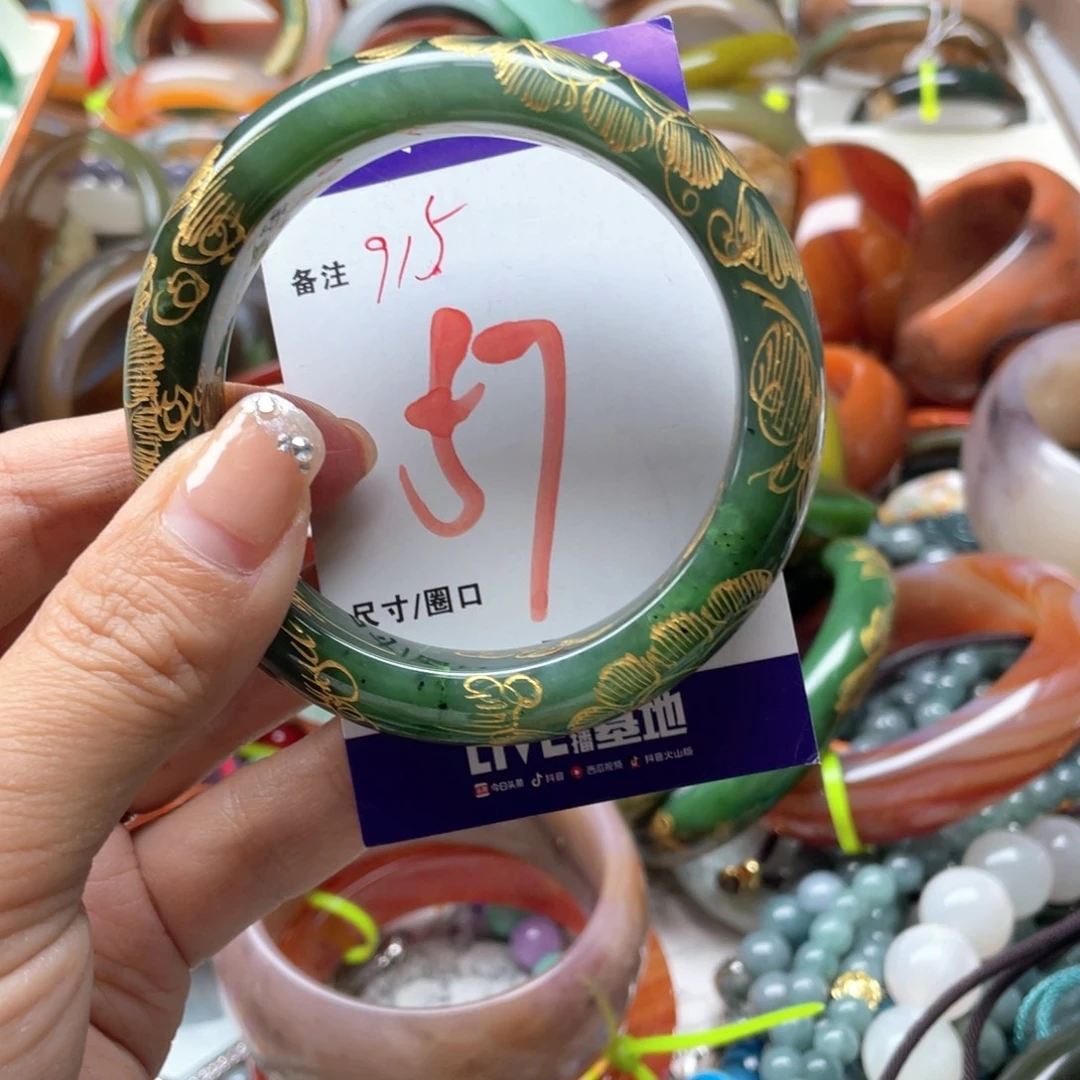 备注 915
57
尺寸/圈口
LIVE播基地
今日头条 抖音 西瓜视频 抖音火山版